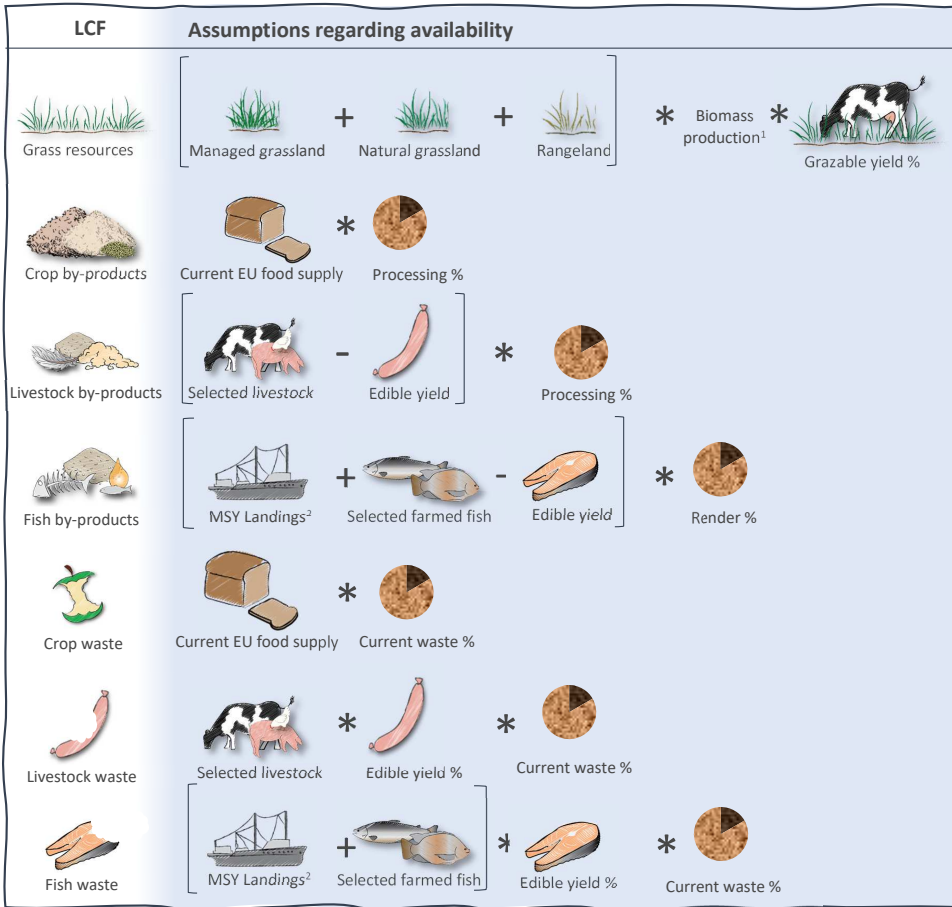 LCF
Assumptions regarding availability
[ + + ] * Biomass
production¹ *
Grass resources
Managed grassland
Natural grassland
Rangeland
Grazable yield %
*
Crop by-products
Current EU food supply
Processing %
[ - ] *
Livestock by-products
Selected livestock
Edible yield
Processing %
[ + - ] *
Fish by-products
MSY Landings²
Selected farmed fish
Edible yield
Render %
*
Crop waste
Current EU food supply
Current waste %
* *
Livestock waste
Selected livestock
Edible yield %
Current waste %
[ + ] * *
Fish waste
MSY Landings²
Selected farmed fish
Edible yield %
Current waste %